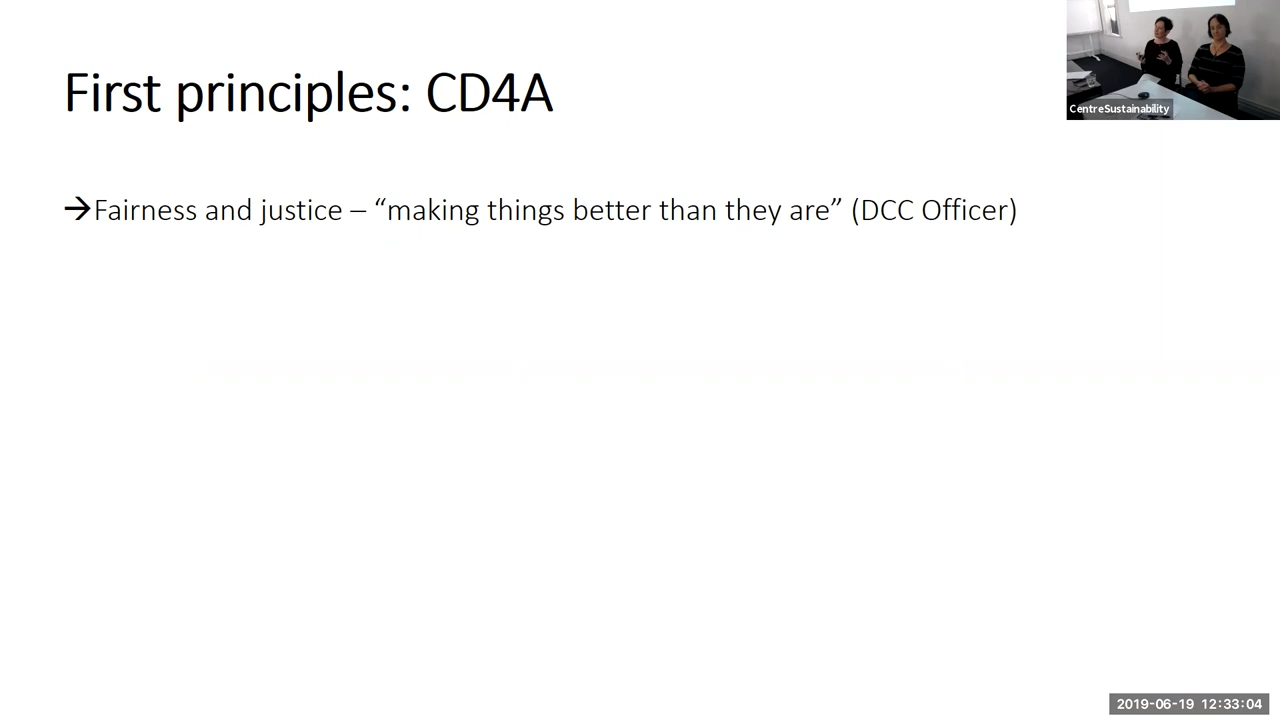 First principles: CD4A
CentreSustainability
→Fairness and justice – “making things better than they are” (DCC Officer)
2019-06-19 12:33:04